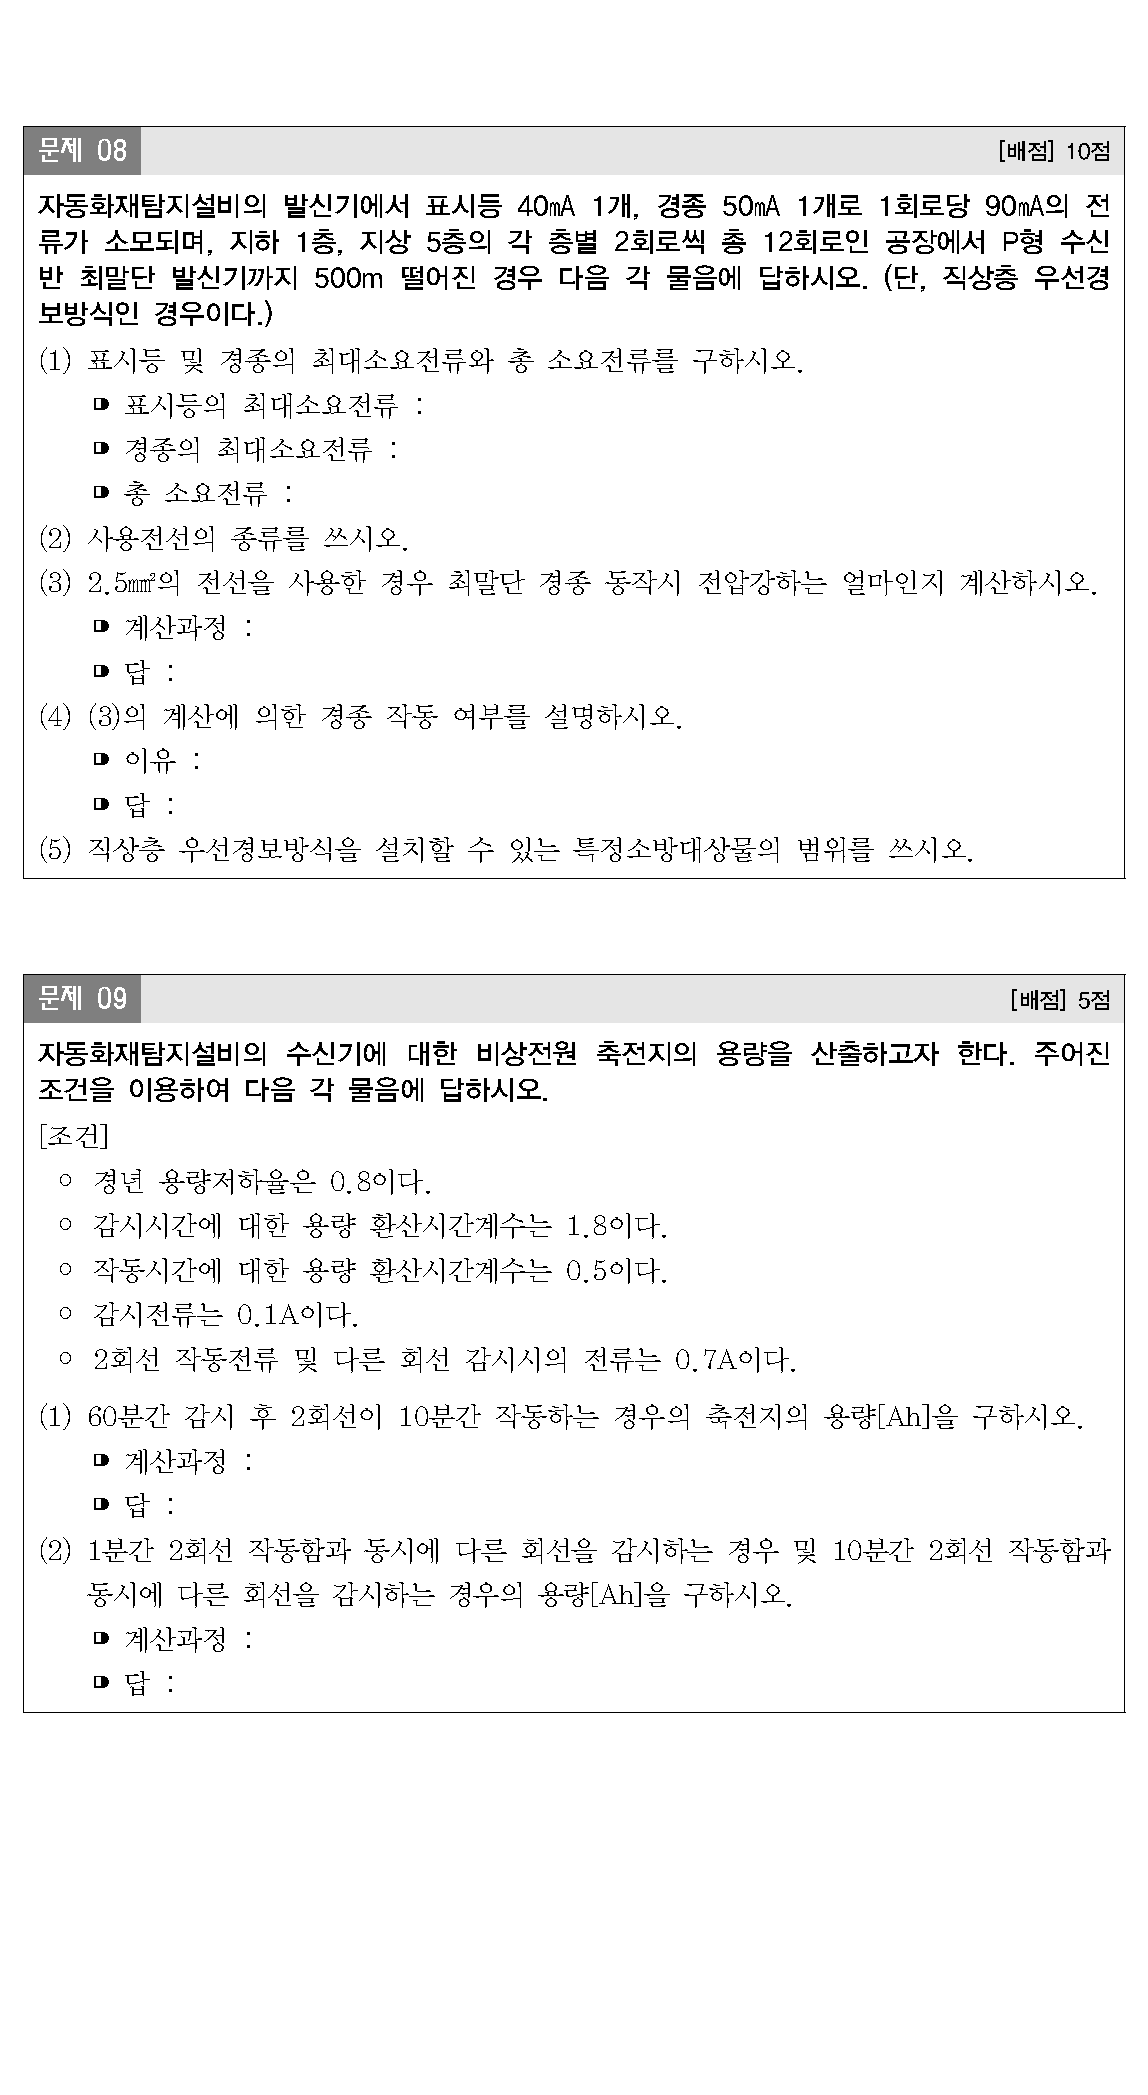 문제 08
[배점] 10점
자동화재탐지설비의 발신기에서 표시등 40㎃ 1개, 경종 50㎃ 1개로 1회로당 90㎃의 전
류가 소모되며, 지하 1층, 지상 5층의 각 층별 2회로씩 총 12회로인 공장에서 P형 수신
반 최말단 발신기까지 500m 떨어진 경우 다음 각 물음에 답하시오. (단, 직상층 우선경
보방식인 경우이다.)
(1) 표시등 및 경종의 최대소요전류와 총 소요전류를 구하시오.
◘ 표시등의 최대소요전류 :
◘ 경종의 최대소요전류 :
◘ 총 소요전류 :
(2) 사용전선의 종류를 쓰시오.
(3) 2.5㎟의 전선을 사용한 경우 최말단 경종 동작시 전압강하는 얼마인지 계산하시오.
◘ 계산과정 :
◘ 답 :
(4) (3)의 계산에 의한 경종 작동 여부를 설명하시오.
◘ 이유 :
◘ 답 :
(5) 직상층 우선경보방식을 설치할 수 있는 특정소방대상물의 범위를 쓰시오.
문제 09
[배점] 5점
자동화재탐지설비의 수신기에 대한 비상전원 축전지의 용량을 산출하고자 한다. 주어진
조건을 이용하여 다음 각 물음에 답하시오.
[조건]
○ 경년 용량저하율은 0.8이다.
○ 감시시간에 대한 용량 환산시간계수는 1.8이다.
○ 작동시간에 대한 용량 환산시간계수는 0.5이다.
○ 감시전류는 0.1A이다.
○ 2회선 작동전류 및 다른 회선 감시시의 전류는 0.7A이다.
(1) 60분간 감시 후 2회선이 10분간 작동하는 경우의 축전지의 용량[Ah]을 구하시오.
◘ 계산과정 :
◘ 답 :
(2) 1분간 2회선 작동함과 동시에 다른 회선을 감시하는 경우 및 10분간 2회선 작동함과
동시에 다른 회선을 감시하는 경우의 용량[Ah]을 구하시오.
◘ 계산과정 :
◘ 답 :